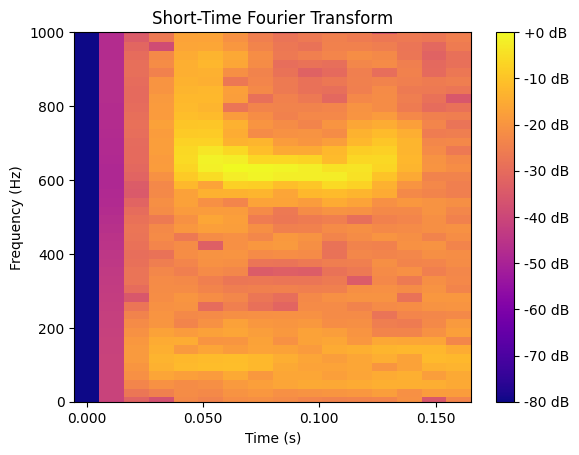 Short-Time Fourier Transform
1000
800
600
400
200
0
Frequency (Hz)
0.000
0.050
0.100
0.150
Time (s)
+0 dB
-10 dB
-20 dB
-30 dB
-40 dB
-50 dB
-60 dB
-70 dB
-80 dB